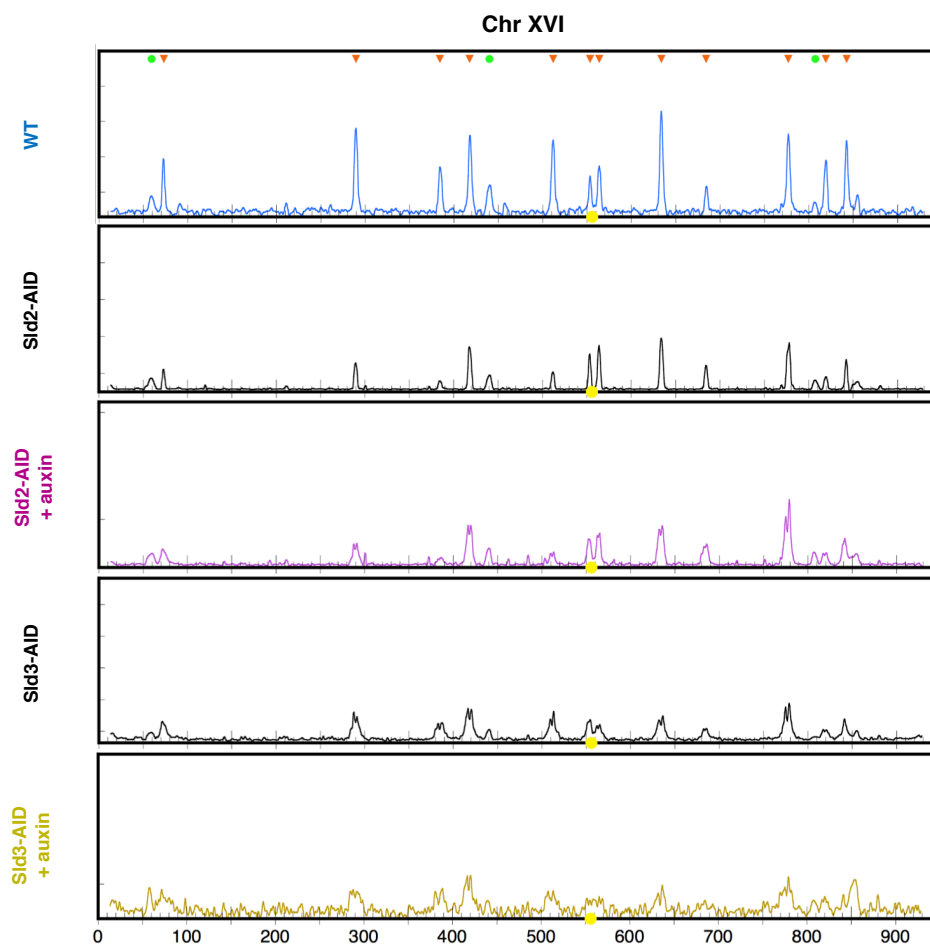 Chr XVI
WT
Sld2-AID
Sld2-AID
+ auxin
Sld3-AID
Sld3-AID
+ auxin
0 100 200 300 400 500 600 700 800 900